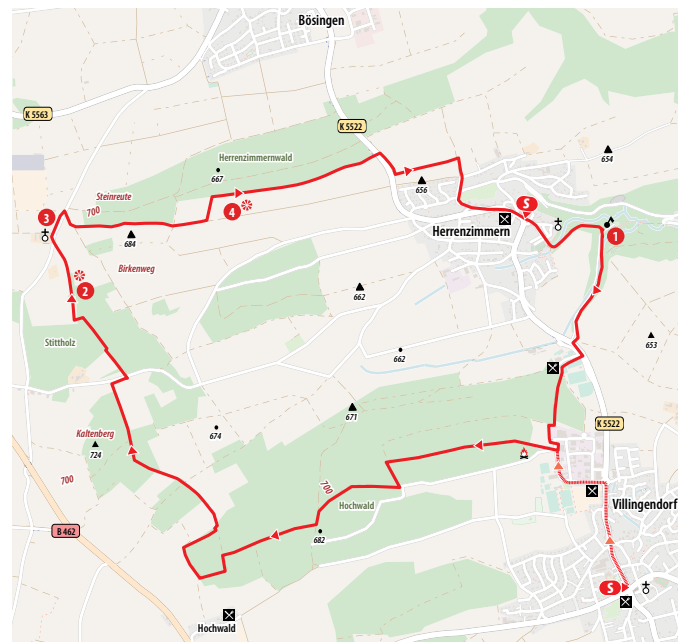 Bösingen
K 5563
K 5522
Herrenzimmernwald
667
654
Steinreute
700
656
3
4
S
684
Herrenzimmern
1
Birkenweg
2
662
Stittholz
662
653
671
Kaltenberg
674
724
K 5522
700
700
Villingendorf
Hochwald
B 462
682
S
Hochwald